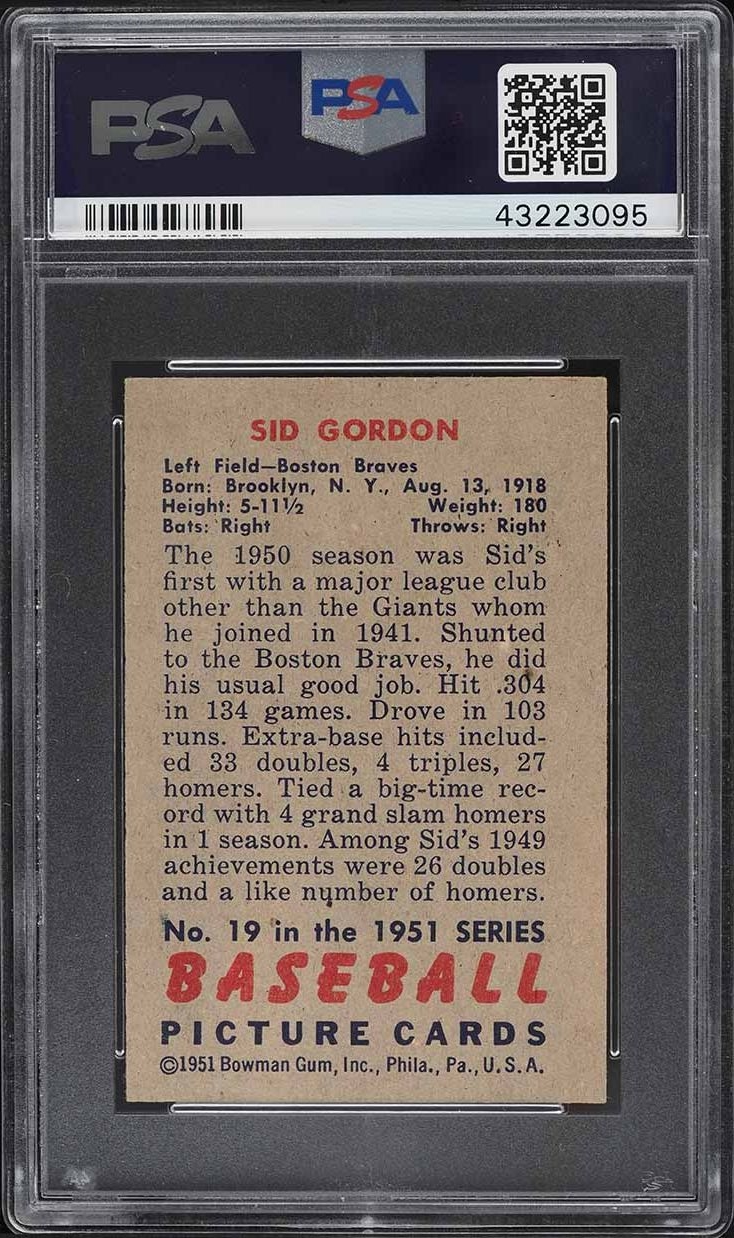 PSA PSA
43223095
SID GORDON
Left Field—Boston Braves
Born: Brooklyn, N. Y., Aug. 13, 1918
Height: 5-11½ Weight: 180
Bats: Right Throws: Right
The 1950 season was Sid's
first with a major league club
other than the Giants whom
he joined in 1941. Shunted
to the Boston Braves, he did
his usual good job. Hit .304
in 134 games. Drove in 103
runs. Extra-base hits includ-
ed 33 doubles, 4 triples, 27
homers. Tied a big-time rec-
ord with 4 grand slam homers
in 1 season. Among Sid's 1949
achievements were 26 doubles
and a like number of homers.
No. 19 in the 1951 SERIES
BASEBALL
PICTURE CARDS
©1951 Bowman Gum, Inc., Phila., Pa., U. S. A.